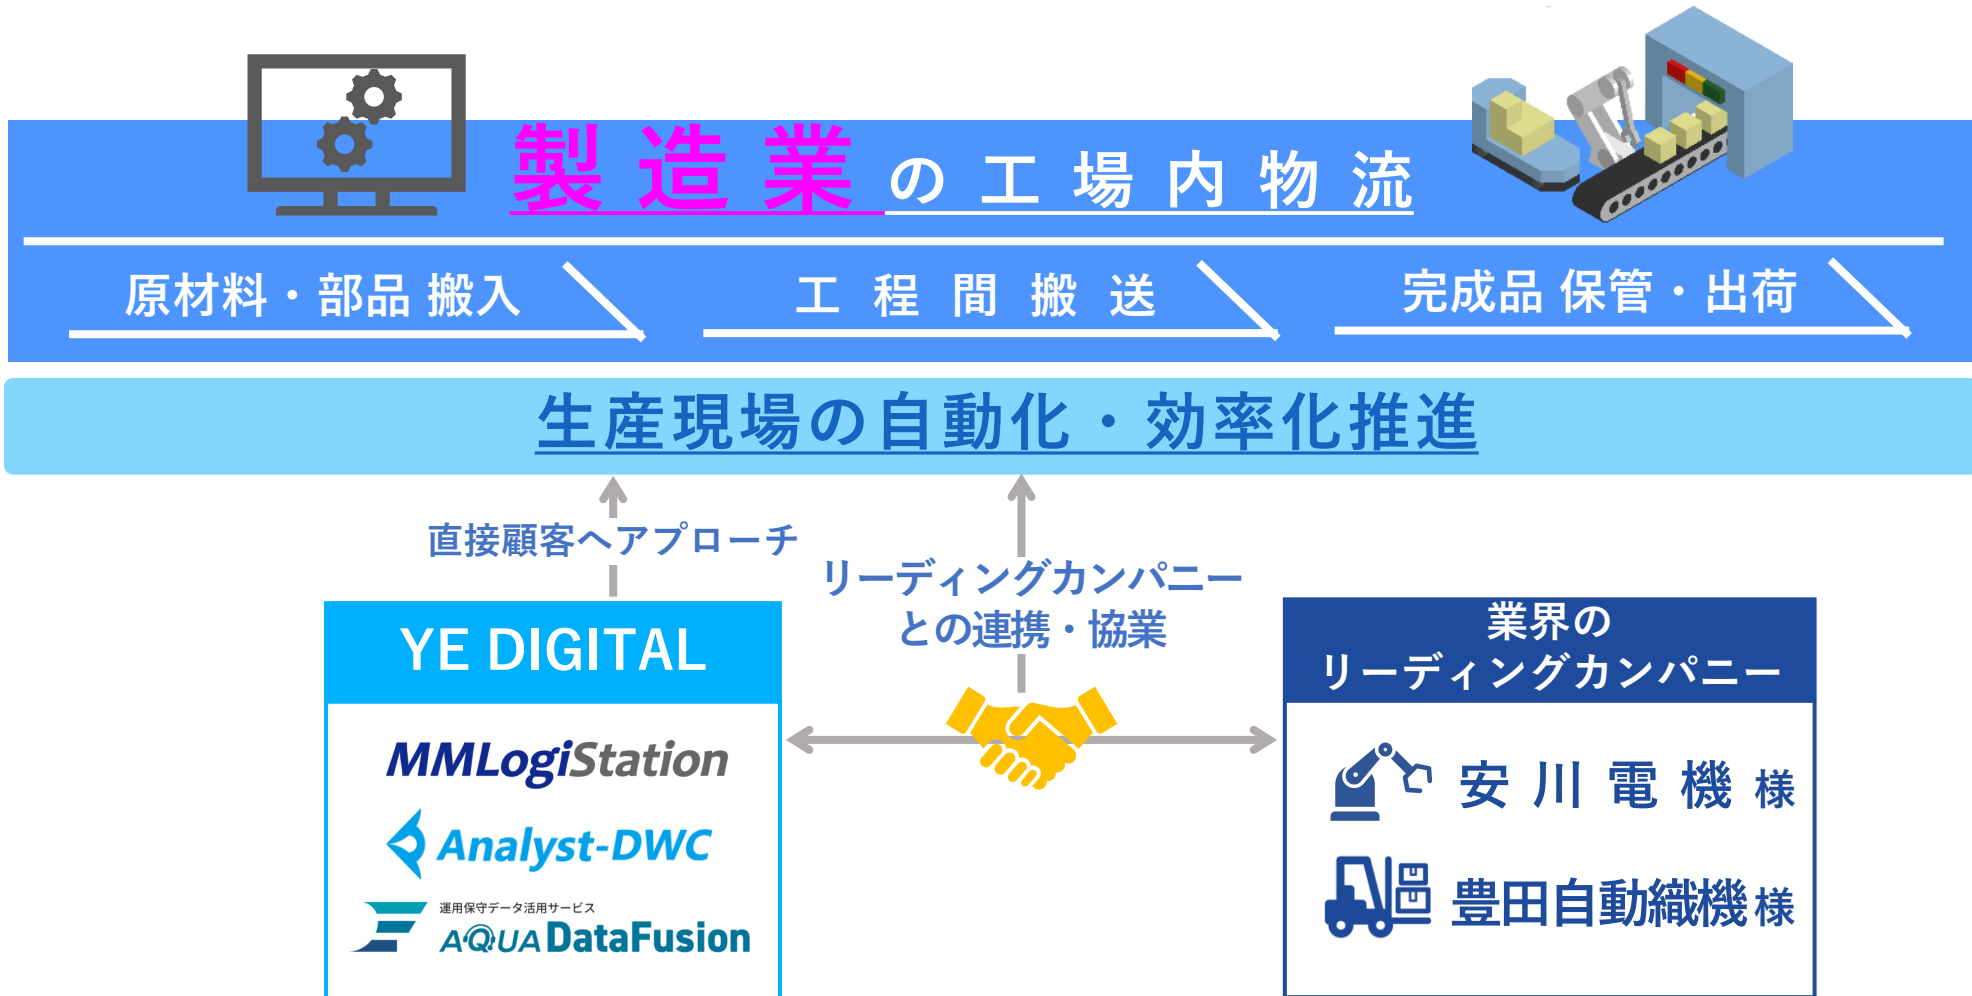 製造業の工場内物流
原材料・部品 搬入
工程間搬送
完成品 保管・出荷
生産現場の自動化・効率化推進
直接顧客へアプローチ
リーディングカンパニー
との連携・協業
YE DIGITAL
MMLogiStation
Analyst-DWC
運用保守データ活用サービス
AQUA DataFusion
業界の
リーディングカンパニー
安川電機様
豊田自動織機様